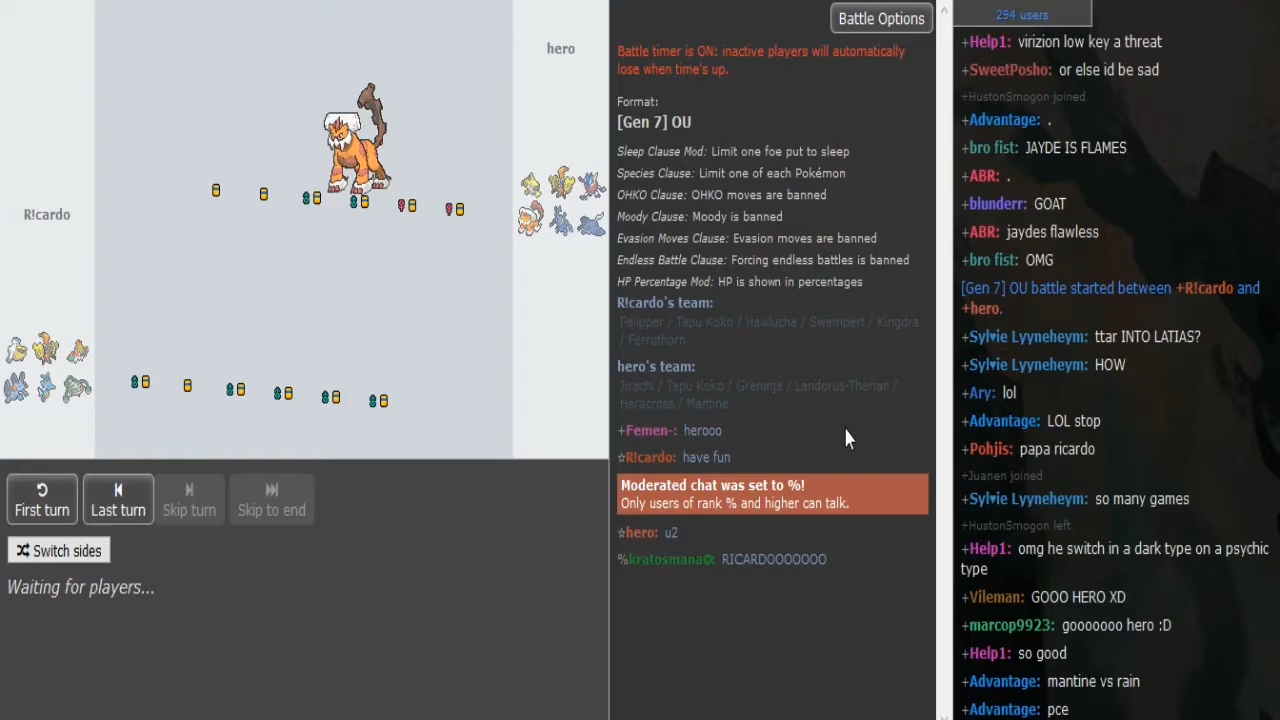 hero
R!cardo
First turn
Last turn
Skip turn
Skip to end
Switch sides
Waiting for players...
Battle Options
Battle timer is ON: inactive players will automatically
lose when time's up.
Format:
[Gen 7] OU
Sleep Clause Mod: Limit one foe put to sleep
Species Clause: Limit one of each Pokémon
OHKO Clause: OHKO moves are banned
Moody Clause: Moody is banned
Evasion Moves Clause: Evasion moves are banned
Endless Battle Clause: Forcing endless battles is banned
HP Percentage Mod: HP is shown in percentages
R!cardo's team:
Pelipper / Tapu Koko / Hawlucha / Swampert / Kingdra
/ Ferrothorn
hero's team:
Jirachi / Tapu Koko / Greninja / Landorus-Therian /
Heracross / Mantine
+Femen-: herooo
☆R!cardo: have fun
Moderated chat was set to %!
Only users of rank % and higher can talk.
☆hero: u2
%kratosmana✪: RICARDOOOOOOO
294 users
+Help1: virizion low key a threat
+SweetPosho: or else id be sad
+HustonSmogon joined
+Advantage: .
+bro fist: JAYDE IS FLAMES
+ABR: .
+blunderr: GOAT
+ABR: jaydes flawless
+bro fist: OMG
[Gen 7] OU battle started between +R!cardo and
+hero.
+Sylvie Lyyneheym: ttar INTO LATIAS?
+Sylvie Lyyneheym: HOW
+Ary: lol
+Advantage: LOL stop
+Pohjis: papa ricardo
+Juanen joined
+Sylvie Lyyneheym: so many games
+HustonSmogon left
+Help1: omg he switch in a dark type on a psychic
type
+Vileman: GOOO HERO XD
+marcop9923: gooooooo hero :D
+Help1: so good
+Advantage: mantine vs rain
+Advantage: pce